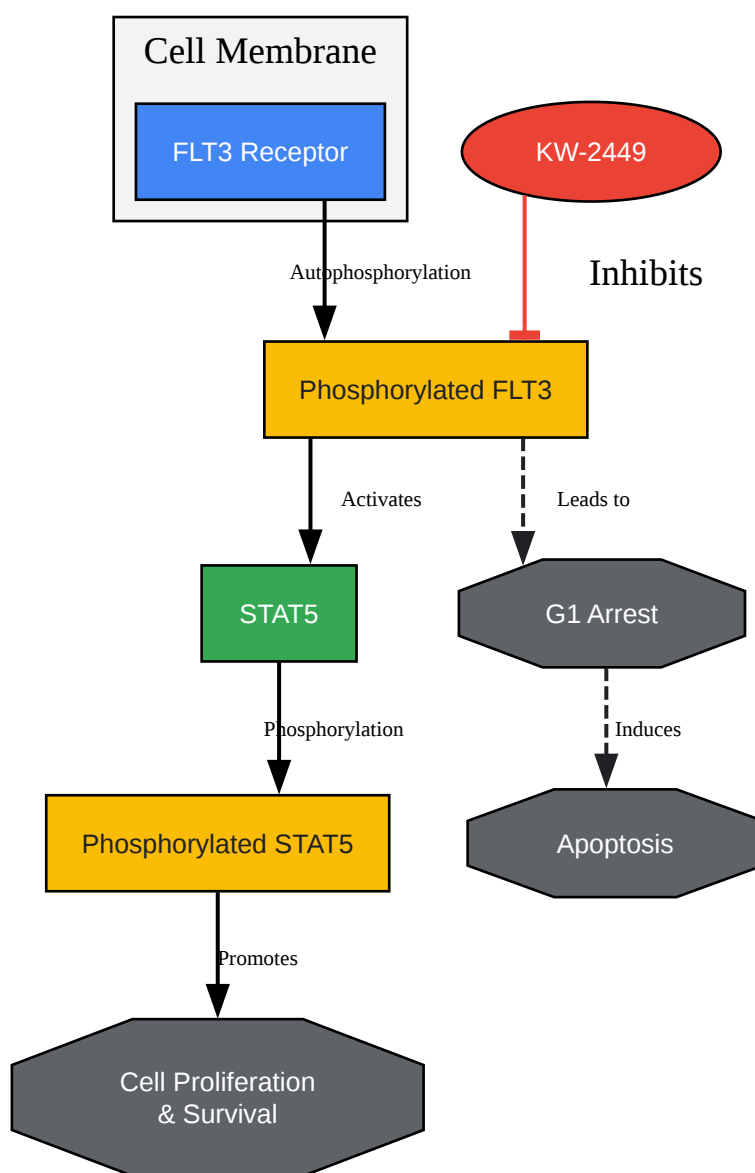 Cell Membrane
FLT3 Receptor
KW-2449
Autophosphorylation
Inhibits
Phosphorylated FLT3
Activates
Leads to
STAT5
G1 Arrest
Phosphorylation
Induces
Phosphorylated STAT5
Apoptosis
Promotes
Cell Proliferation
& Survival